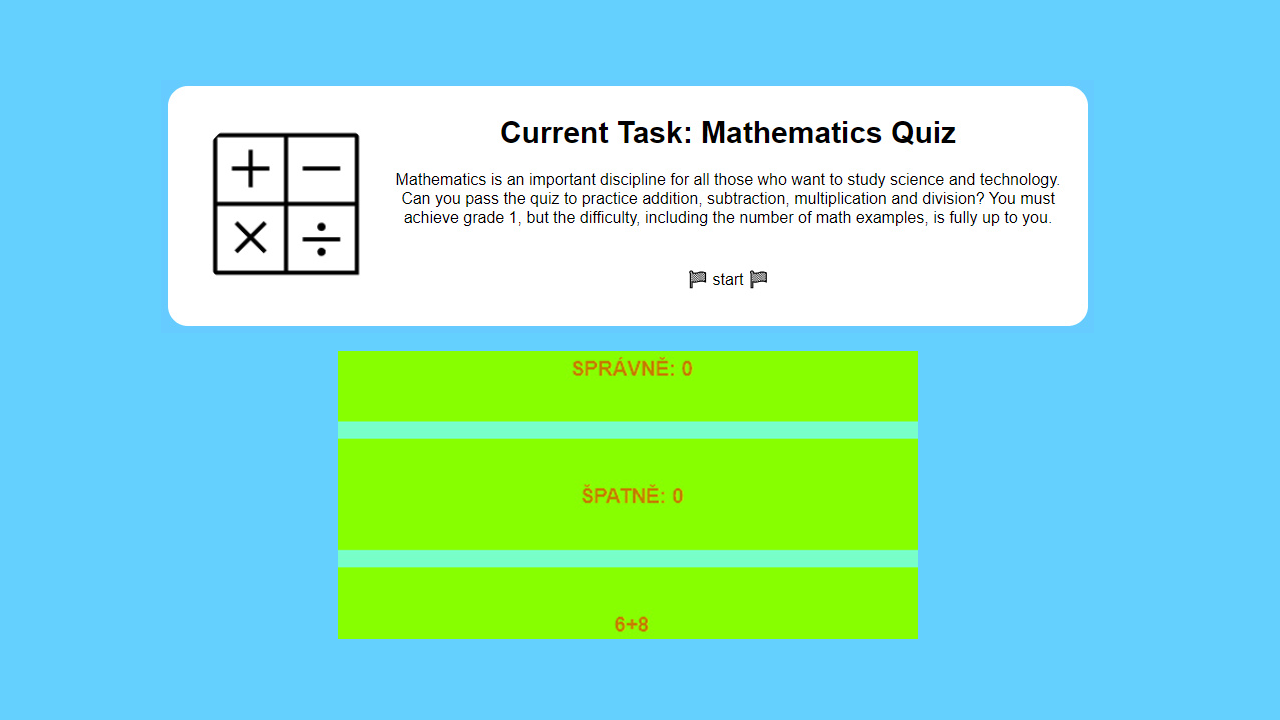 Current Task: Mathematics Quiz
Mathematics is an important discipline for all those who want to study science and technology.
Can you pass the quiz to practice addition, subtraction, multiplication and division? You must
achieve grade 1, but the difficulty, including the number of math examples, is fully up to you.
start
SPRÁVNĚ: 0
ŠPATNĚ: 0
6+8